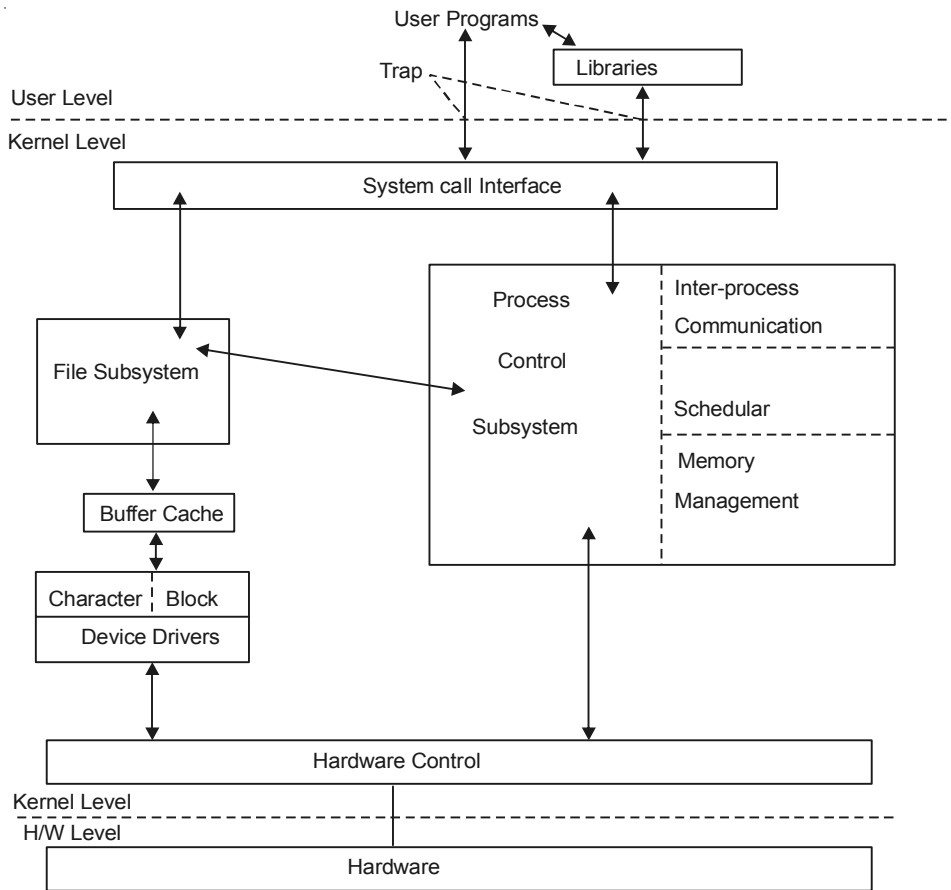 User Programs
Libraries
Trap
User Level
Kernel Level
System call Interface
Process
Control
Subsystem
Inter-process
Communication
Schedular
Memory
Management
File Subsystem
Buffer Cache
Character
Block
Device Drivers
Hardware Control
Kernel Level
H/W Level
Hardware